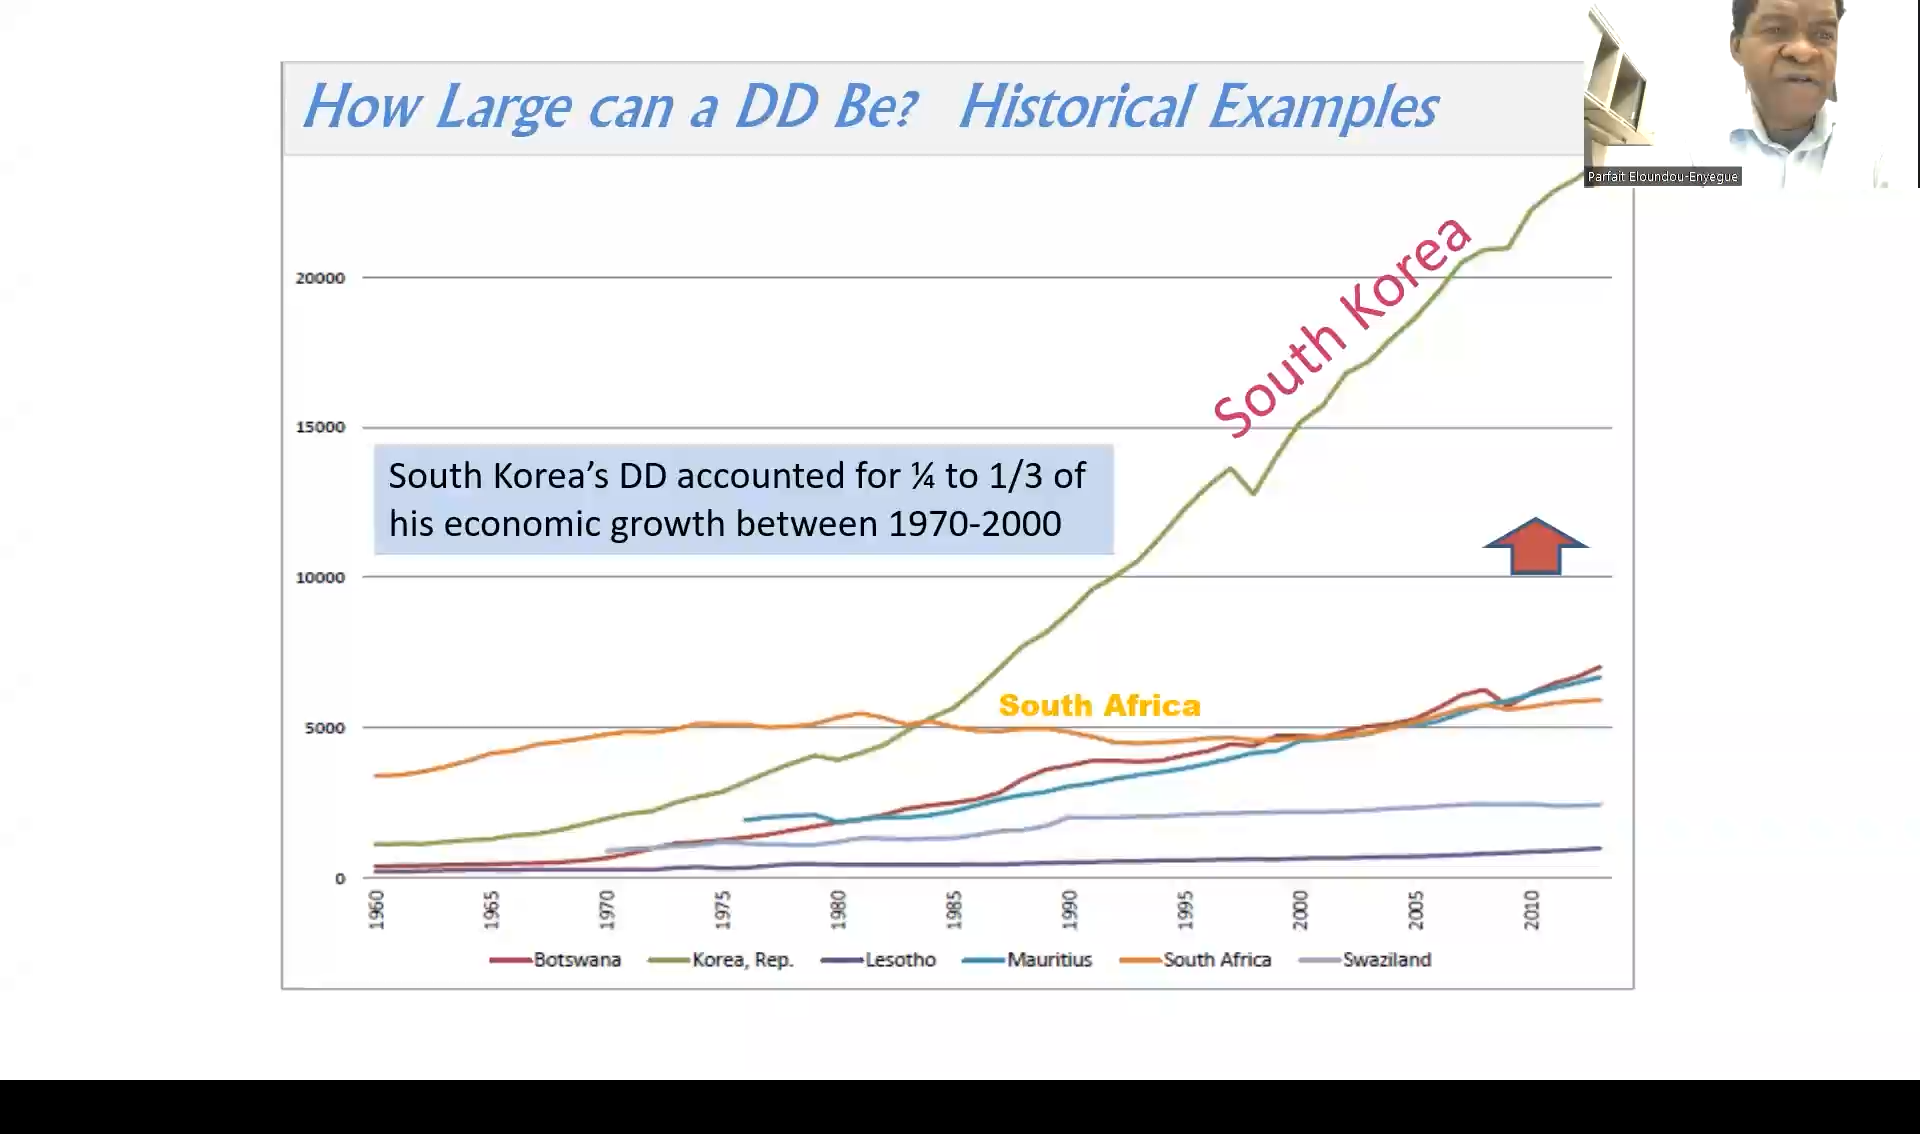 How Large can a DD Be? Historical Examples
Parfait Eloundou-Enyegue
South Korea
20000
15000
South Korea's DD accounted for ¼ to 1/3 of
his economic growth between 1970-2000
10000
South Africa
5000
0
1960 1965 1970 1975 1980 1985 1990 1995 2000 2005 2010
Botswana Korea, Rep. Lesotho Mauritius South Africa Swaziland